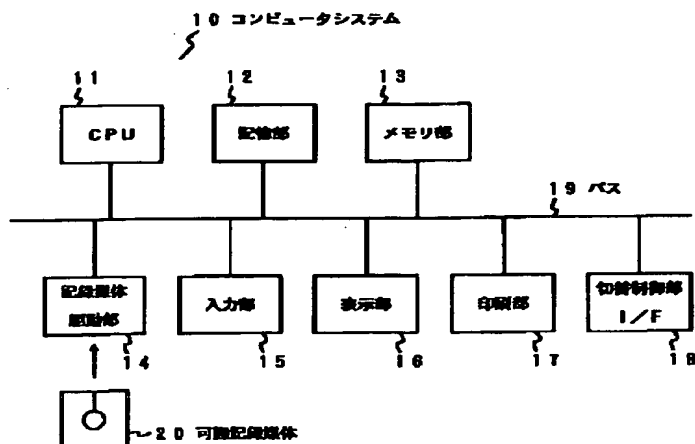 10 コンピュータシステム
11 12 13
CPU 記憶部 メモリ部
19 バス
記録媒体
駆動部
入力部 表示部 印刷部
切替制御部
I/F
14 15 16 17 18
20 可搬記録媒体